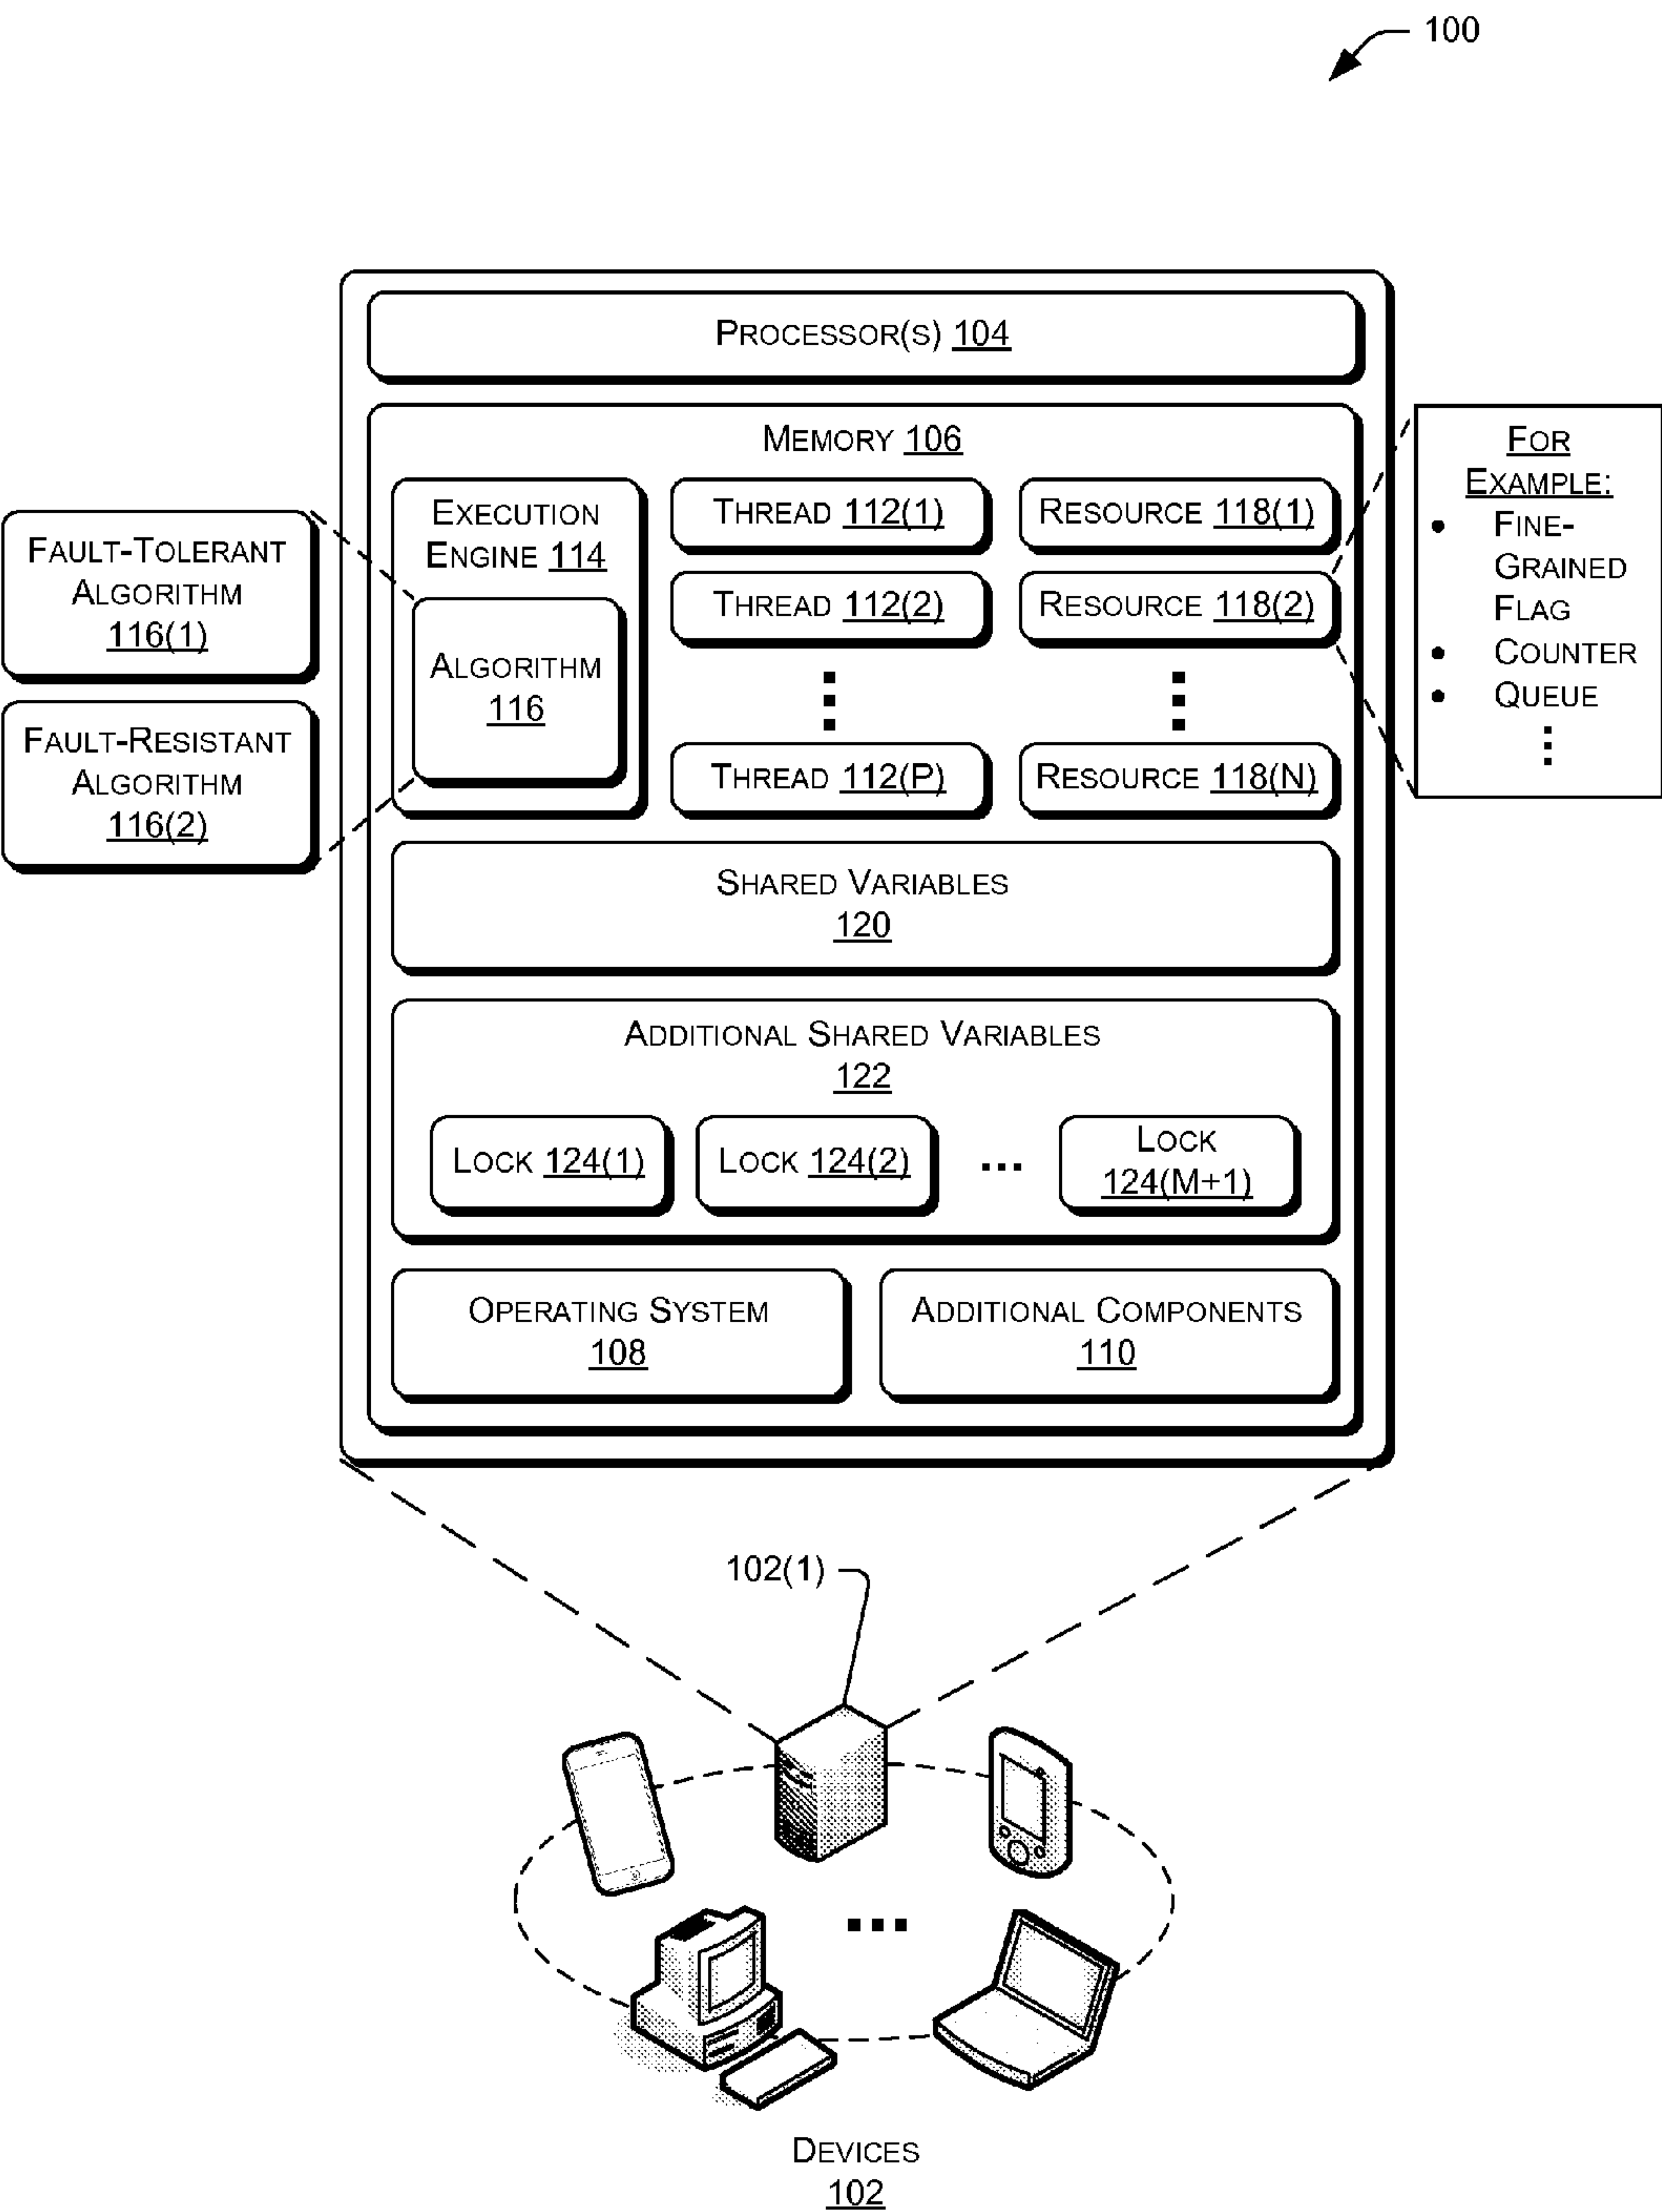 100
PROCESSOR(S) 104
MEMORY 106
EXECUTION
ENGINE 114
ALGORITHM
116
FAULT-TOLERANT
ALGORITHM
116(1)
FAULT-RESISTANT
ALGORITHM
116(2)
THREAD 112(1)
THREAD 112(2)
THREAD 112(P)
RESOURCE 118(1)
RESOURCE 118(2)
RESOURCE 118(N)
FOR
EXAMPLE:
• FINE-
GRAINED
FLAG
• COUNTER
• QUEUE
SHARED VARIABLES
120
ADDITIONAL SHARED VARIABLES
122
LOCK 124(1)
LOCK 124(2)
...
LOCK
124(M+1)
OPERATING SYSTEM
108
ADDITIONAL COMPONENTS
110
102(1)
...
DEVICES
102